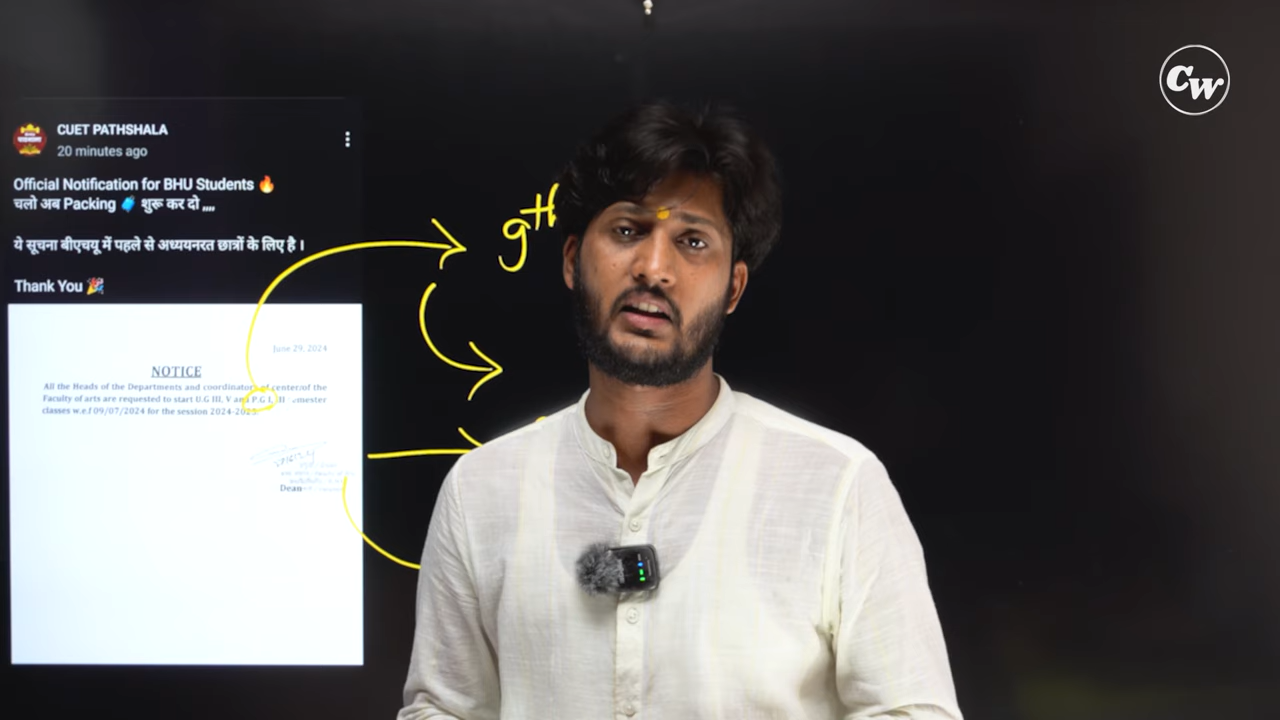 CW
CUET PATHSHALA
20 minutes ago
Official Notification for BHU Students 🔥
चलो अब Packing 🧳 शुरू कर दो ,,,,
ये सूचना बीएचयू में पहले से अध्ययनरत छात्रों के लिए है ।
Thank You 🎉
June 29, 2024
NOTICE
All the Heads of the Departments and coordinators of center/of the
Faculty of arts are requested to start U.G III, V and P.G I, III semester
classes w.e.f 09/07/2024 for the session 2024-2025.
Dean
9th